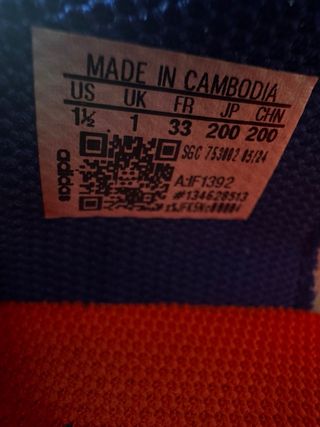 MADE IN CAMBODIA
US UK FR JP CHN
1½ 1 33 200 200
SGC 753002 05/24
A:IF1392
#134628513
adidas